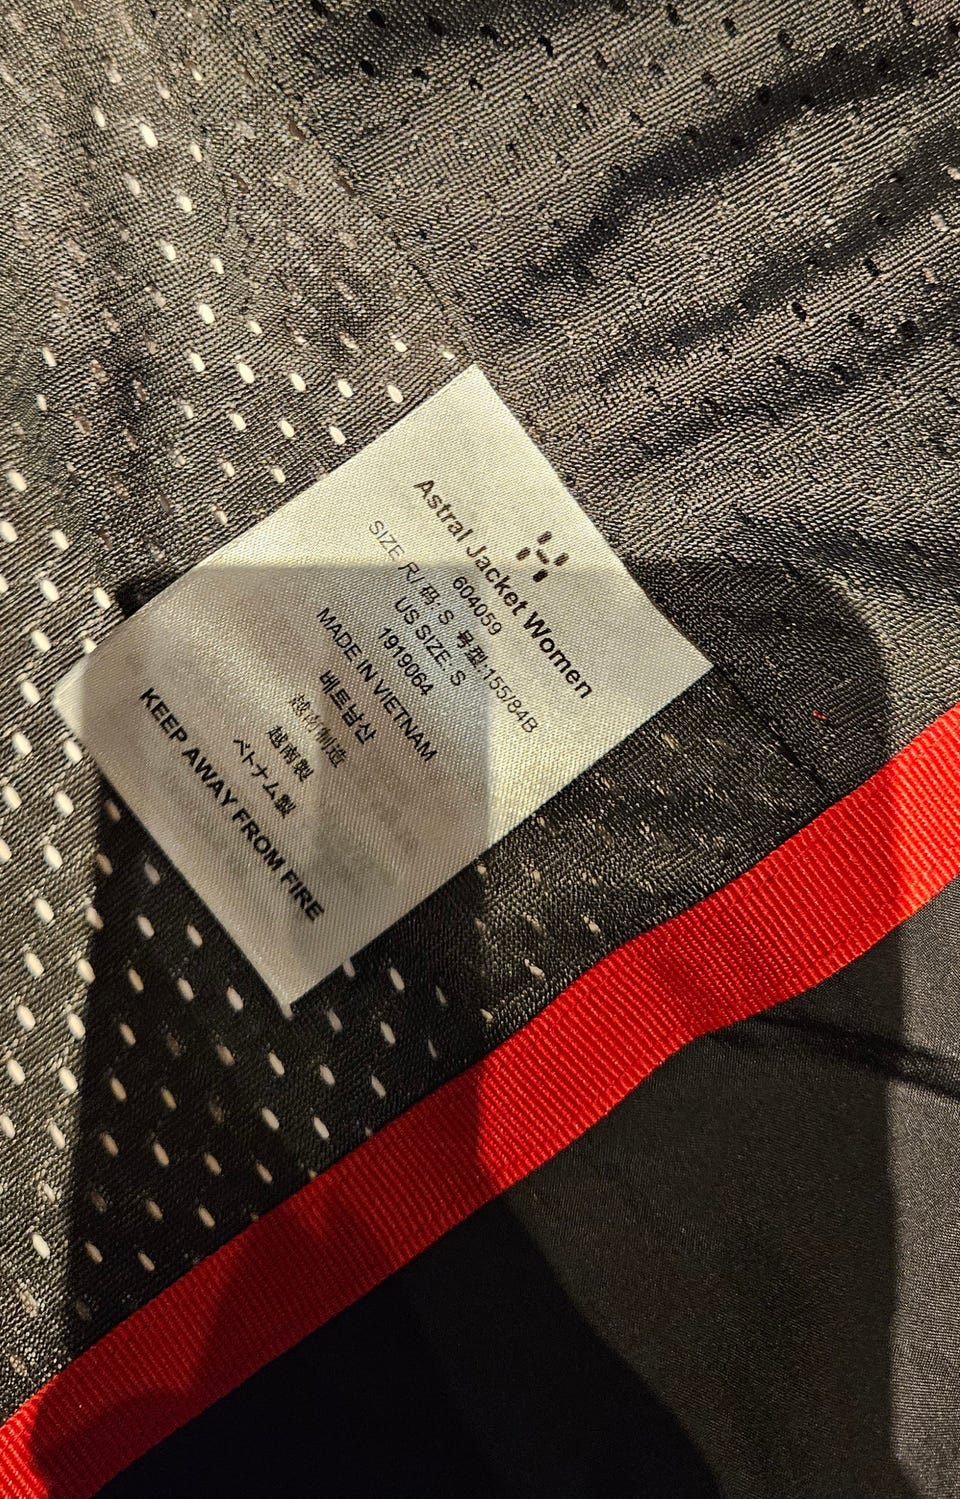 Astral Jacket Women
604059
SIZE 尺/ 码: S 号型:155/84B
US SIZE: S
1919064
MADE IN VIETNAM
베트남산
越南制造
越南製
ベトナム製
KEEP AWAY FROM FIRE